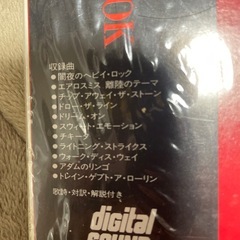 OOK
収録曲
●闇夜のヘビイ・ロック
●エアロスミス 離陸のテーマ
●チップ・アウェイ・ザ・ストーン
●ドロー・ザ・ライン
●ドリーム・オン
●スウィート・エモーション
●チキータ
●ライトニング・ストライクス
●ウォーク・ディス・ウェイ
●アダムのリンゴ
●トレイン・ケプト・ア・ローリン
歌詩・対訳・解説付き
digital